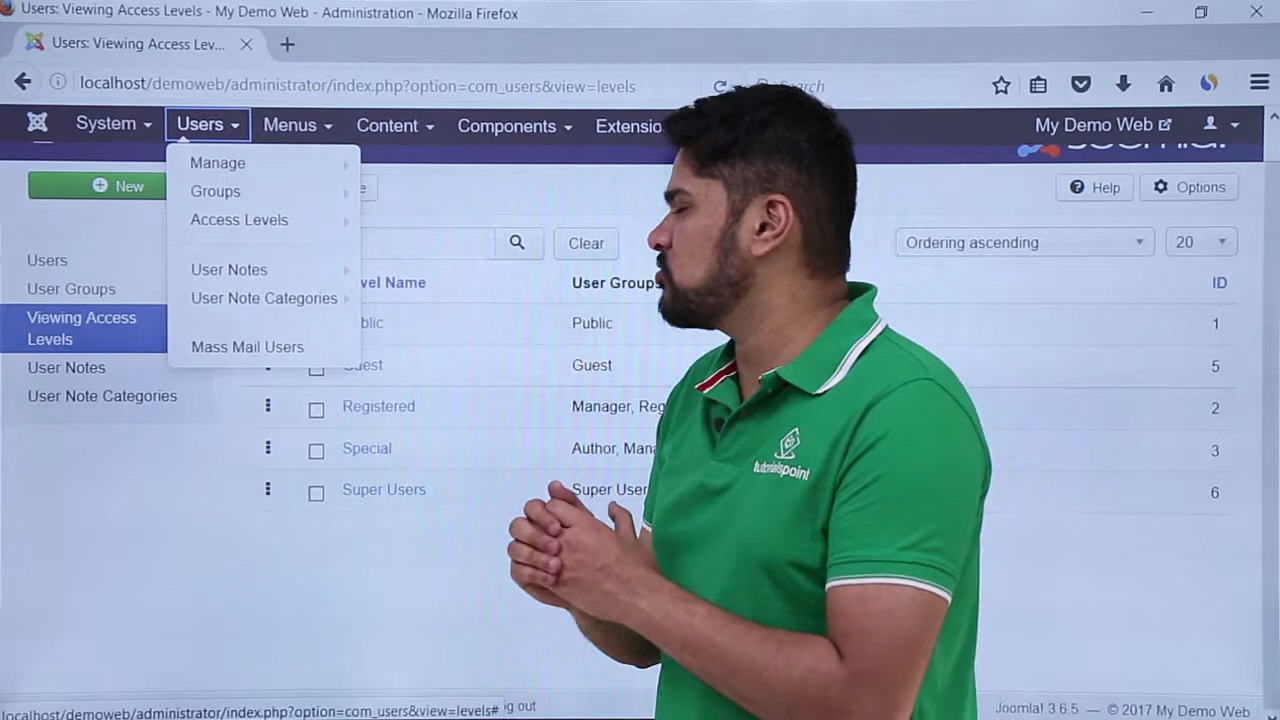 Users: Viewing Access Levels - My Demo Web - Administration - Mozilla Firefox
Users: Viewing Access Lev...
localhost/demoweb/administrator/index.php?option=com_users&view=levels
Search
System
Users
Menus
Content
Components
Extensio
My Demo Web
Manage
Groups
Access Levels
User Notes
User Note Categories
Mass Mail Users
New
Help
Options
Clear
Ordering ascending
20
Users
User Groups
Viewing Access
Levels
User Notes
User Note Categories
vel Name
User Groups
ID
blic
Public
1
uest
Guest
5
Registered
Manager, Reg
2
Special
Author, Mana
3
Super Users
Super User
6
tutorialspoint
localhost/demoweb/administrator/index.php?option=com_users&view=levels#
og out
Joomla! 3.6.5 — © 2017 My Demo Web